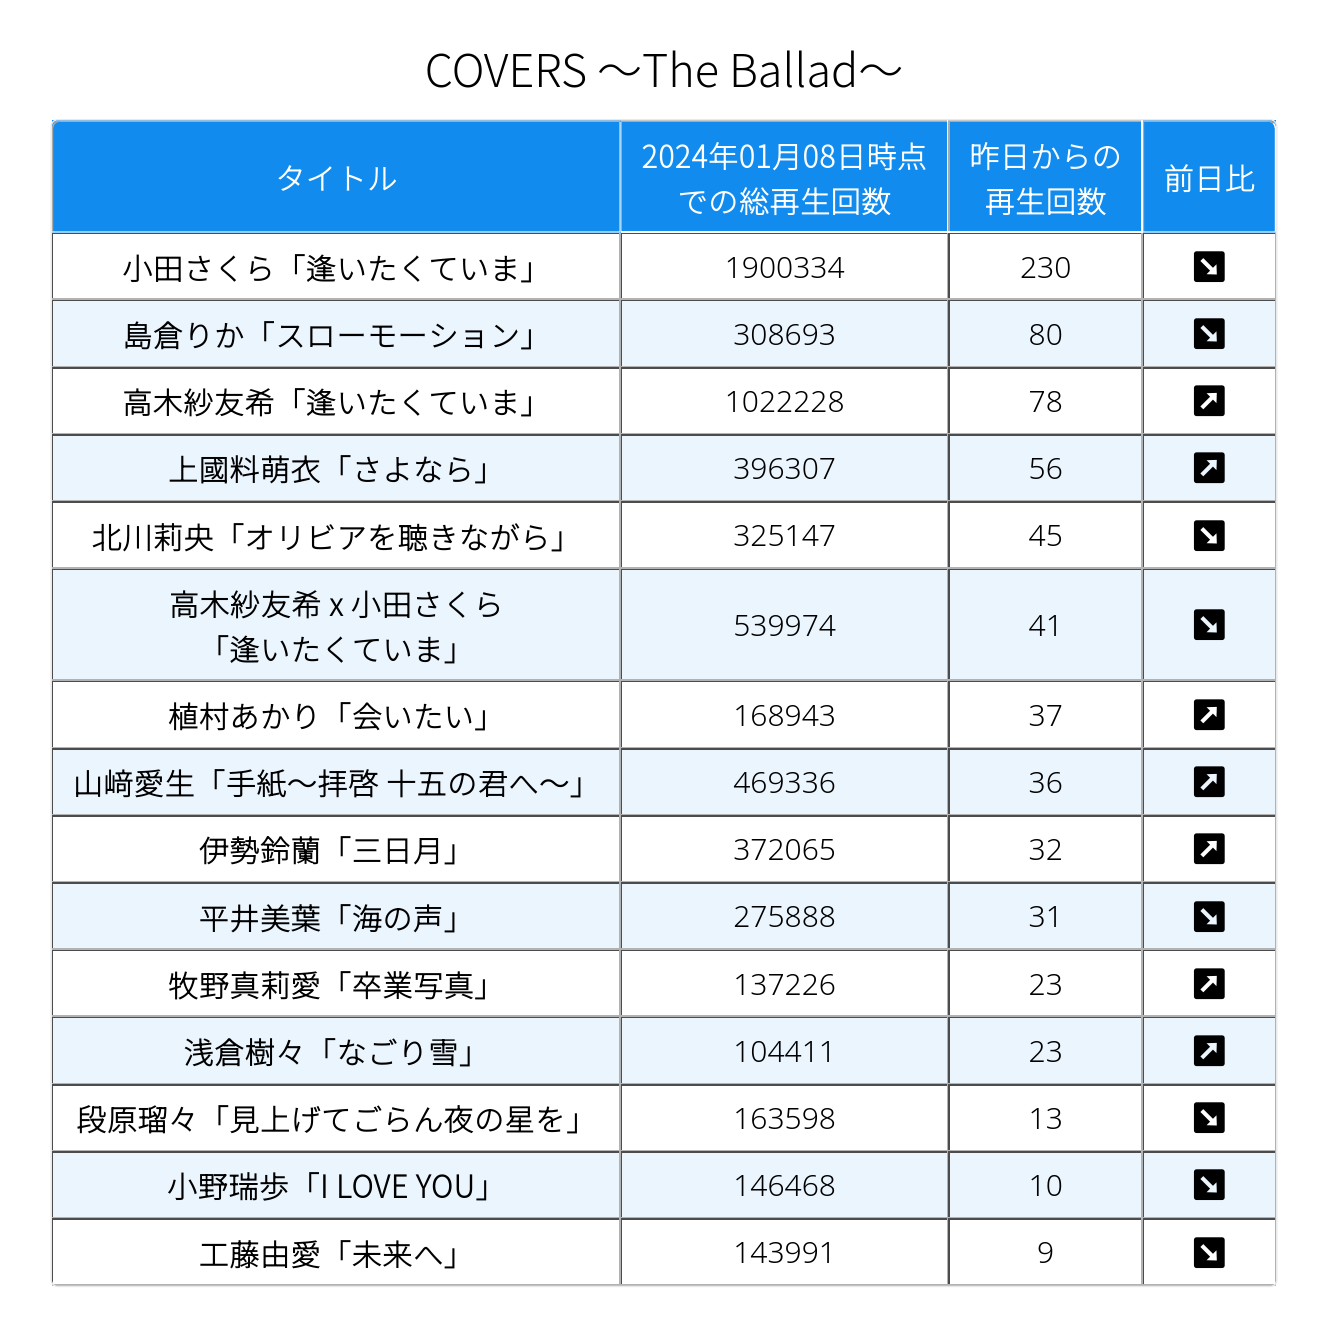 COVERS ～The Ballad～
タイトル
2024年01月08日時点
での総再生回数
昨日からの
再生回数
前日比
小田さくら「逢いたくていま」 1900334 230 ↘
島倉りか「スローモーション」 308693 80 ↘
高木紗友希「逢いたくていま」 1022228 78 ↗
上國料萌衣「さよなら」 396307 56 ↗
北川莉央「オリビアを聴きながら」 325147 45 ↘
高木紗友希 x 小田さくら
「逢いたくていま」 539974 41 ↘
植村あかり「会いたい」 168943 37 ↗
山﨑愛生「手紙～拝啓 十五の君へ～」 469336 36 ↗
伊勢鈴蘭「三日月」 372065 32 ↗
平井美葉「海の声」 275888 31 ↘
牧野真莉愛「卒業写真」 137226 23 ↗
浅倉樹々「なごり雪」 104411 23 ↗
段原瑠々「見上げてごらん夜の星を」 163598 13 ↘
小野瑞歩「I LOVE YOU」 146468 10 ↘
工藤由愛「未来へ」 143991 9 ↘